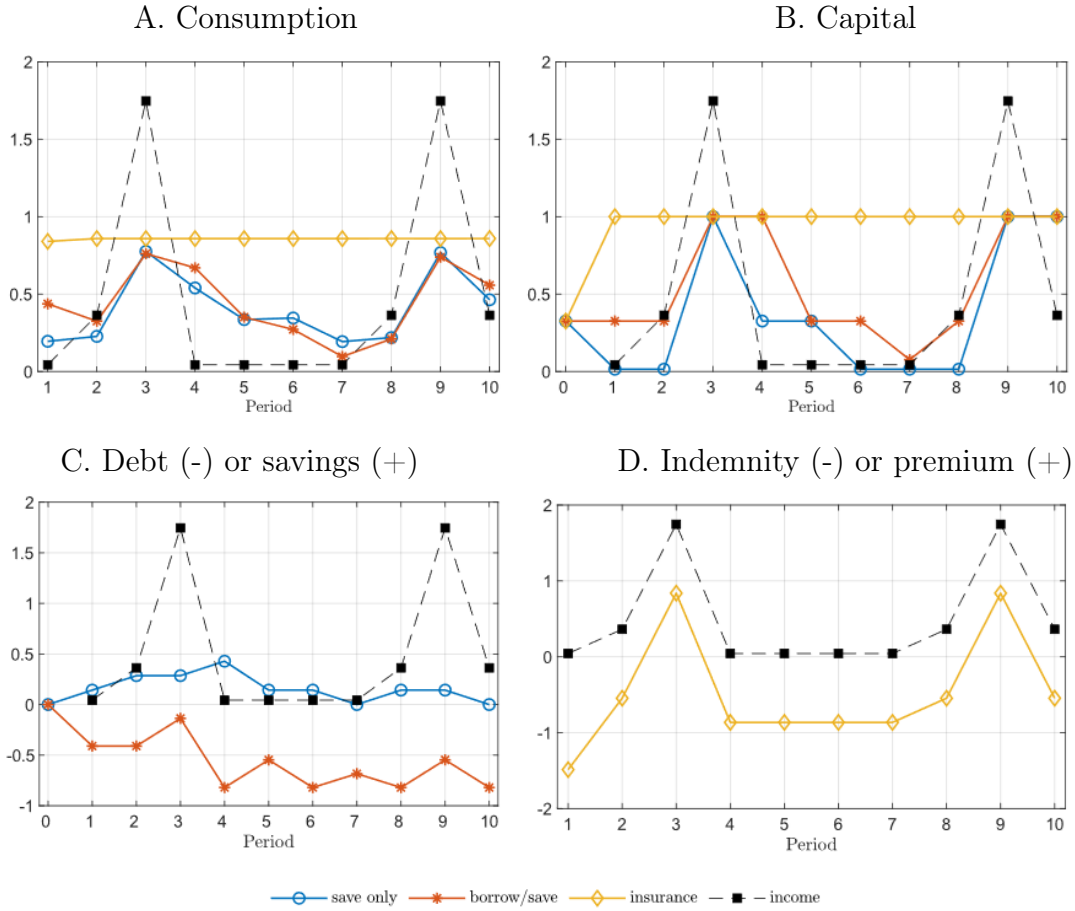 A. Consumption
B. Capital
2
1.5
1
0.5
0
1 2 3 4 5 6 7 8 9 10
Period
2
1.5
1
0.5
0
0 1 2 3 4 5 6 7 8 9 10
Period
C. Debt (-) or savings (+)
D. Indemnity (-) or premium (+)
2
1.5
1
0.5
0
-0.5
-1
0 1 2 3 4 5 6 7 8 9 10
Period
2
1
0
-1
-2
1 2 3 4 5 6 7 8 9 10
Period
save only borrow/save insurance income